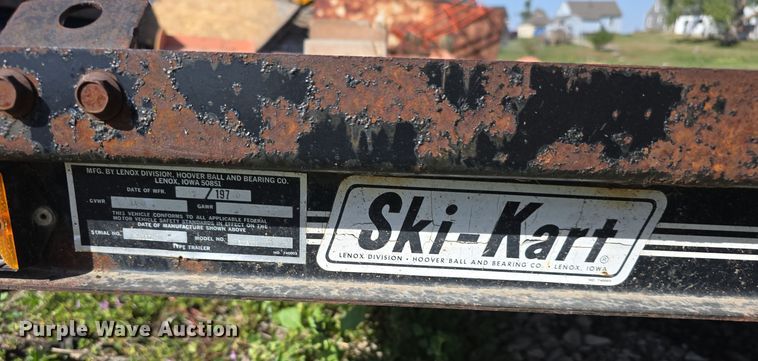 MFG. BY LENOX DIVISION, HOOVER BALL AND BEARING CO.
LENOX, IOWA 50851
DATE OF MFR. / 197
GVWR GAWR
THIS VEHICLE CONFORMS TO ALL APPLICABLE FEDERAL
MOTOR VEHICLE SAFETY STANDARDS IN EFFECT ON THE
DATE OF MANUFACTURE SHOWN ABOVE
SERIAL NO. MODEL NO.
TYPE TRAILER
NO. 740003
Ski-Kart®
LENOX DIVISION • HOOVER BALL AND BEARING CO. • LENOX, IOWA
Purple Wave Auction